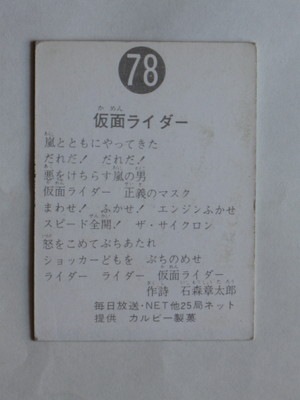 78
仮面ライダー
嵐とともにやってきた
だれだ! だれだ!
悪をけちらす嵐の男
仮面ライダー 正義のマスク
まわせ! ふかせ! エンジンふかせ
スピード全開! ザ・サイクロン
怒をこめてぶちあたれ
ショッカーどもを ぶちのめせ
ライダー ライダー 仮面ライダー
作詩 石森章太郎
毎日放送・NET他25局ネット
提供 カルビー製菓